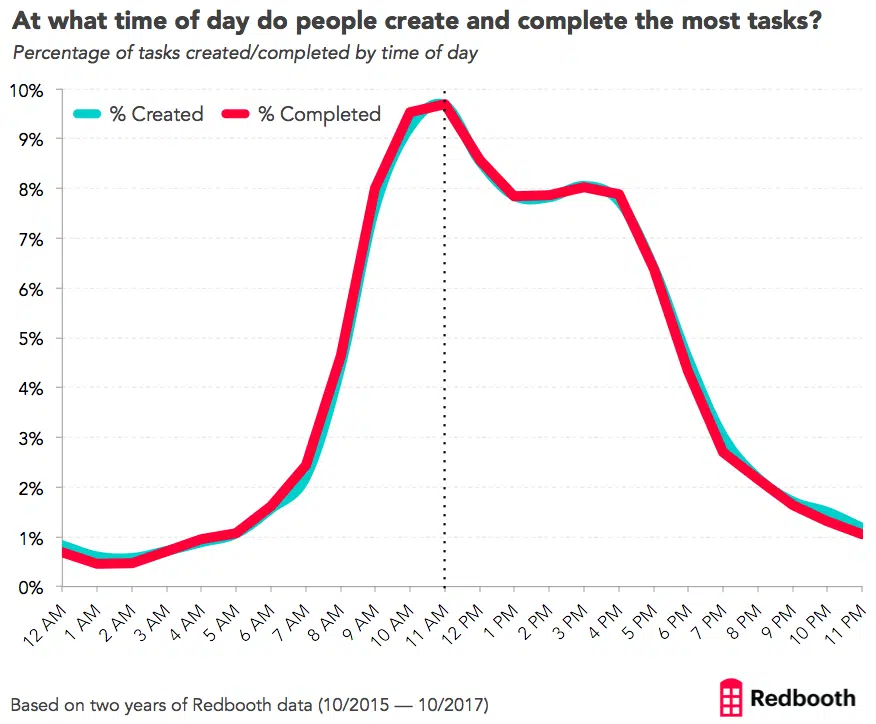 At what time of day do people create and complete the most tasks?
Percentage of tasks created/completed by time of day
10%
% Created
% Completed
9%
8%
7%
6%
5%
4%
3%
2%
1%
0%
12 AM
1 AM
2 AM
3 AM
4 AM
5 AM
6 AM
7 AM
8 AM
9 AM
10 AM
11 AM
12 PM
1 PM
2 PM
3 PM
4 PM
5 PM
6 PM
7 PM
8 PM
9 PM
10 PM
11 PM
Based on two years of Redbooth data (10/2015 — 10/2017)
Redbooth